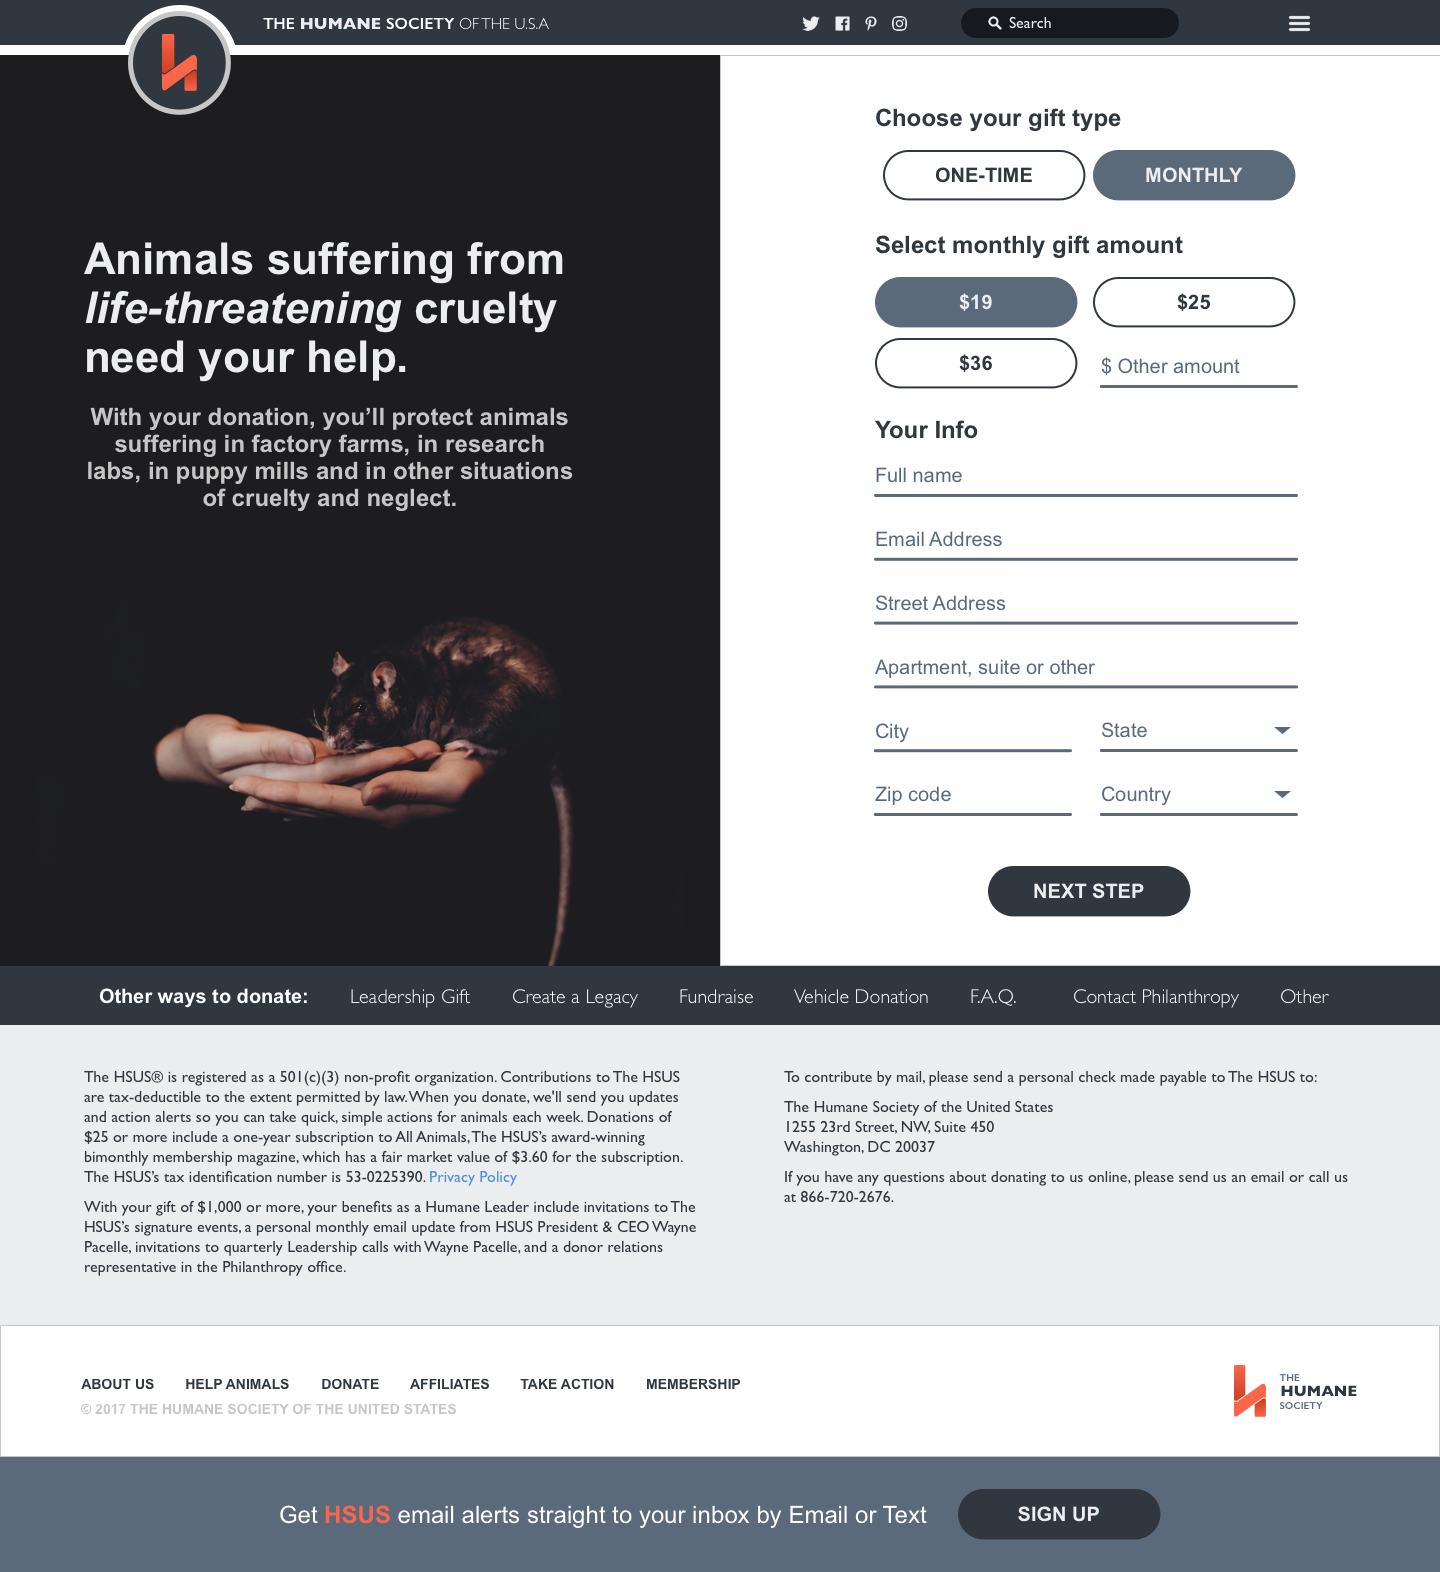 THE HUMANE SOCIETY OF THE U.S.A
Search
Animals suffering from
life-threatening cruelty
need your help.
With your donation, you’ll protect animals
suffering in factory farms, in research
labs, in puppy mills and in other situations
of cruelty and neglect.
Choose your gift type
ONE-TIME MONTHLY
Select monthly gift amount
$19 $25
$36 $ Other amount
Your Info
Full name
Email Address
Street Address
Apartment, suite or other
City State
Zip code Country
NEXT STEP
Other ways to donate: Leadership Gift Create a Legacy Fundraise Vehicle Donation F.A.Q. Contact Philanthropy Other
The HSUS® is registered as a 501(c)(3) non-profit organization. Contributions to The HSUS
are tax-deductible to the extent permitted by law. When you donate, we'll send you updates
and action alerts so you can take quick, simple actions for animals each week. Donations of
$25 or more include a one-year subscription to All Animals, The HSUS’s award-winning
bimonthly membership magazine, which has a fair market value of $3.60 for the subscription.
The HSUS’s tax identification number is 53-0225390. Privacy Policy
With your gift of $1,000 or more, your benefits as a Humane Leader include invitations to The
HSUS’s signature events, a personal monthly email update from HSUS President & CEO Wayne
Pacelle, invitations to quarterly Leadership calls with Wayne Pacelle, and a donor relations
representative in the Philanthropy office.
To contribute by mail, please send a personal check made payable to The HSUS to:
The Humane Society of the United States
1255 23rd Street, NW, Suite 450
Washington, DC 20037
If you have any questions about donating to us online, please send us an email or call us
at 866-720-2676.
ABOUT US HELP ANIMALS DONATE AFFILIATES TAKE ACTION MEMBERSHIP
© 2017 THE HUMANE SOCIETY OF THE UNITED STATES
THE
HUMANE
SOCIETY
Get HSUS email alerts straight to your inbox by Email or Text
SIGN UP